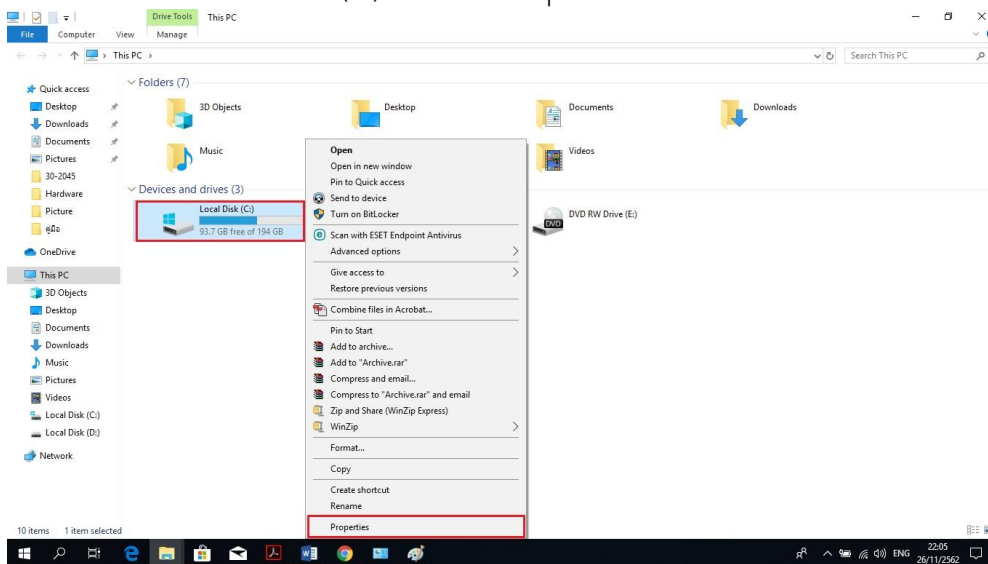 Drive Tools This PC
File Computer View Manage
This PC
Search This PC
Quick access
Desktop
Downloads
Documents
Pictures
30-2045
Hardware
Picture
คู่มือ
OneDrive
This PC
3D Objects
Desktop
Documents
Downloads
Music
Pictures
Videos
Local Disk (C:)
Local Disk (D:)
Network
Folders (7)
3D Objects
Desktop
Documents
Downloads
Music
Videos
Devices and drives (3)
Local Disk (C:)
93.7 GB free of 194 GB
DVD RW Drive (E:)
DVD
Open
Open in new window
Pin to Quick access
Send to device
Turn on BitLocker
Scan with ESET Endpoint Antivirus
Advanced options
Give access to
Restore previous versions
Combine files in Acrobat...
Pin to Start
Add to archive...
Add to "Archive.rar"
Compress and email...
Compress to "Archive.rar" and email
Zip and Share (WinZip Express)
WinZip
Format...
Copy
Create shortcut
Rename
Properties
10 items 1 item selected
ENG
22:05
26/11/2562